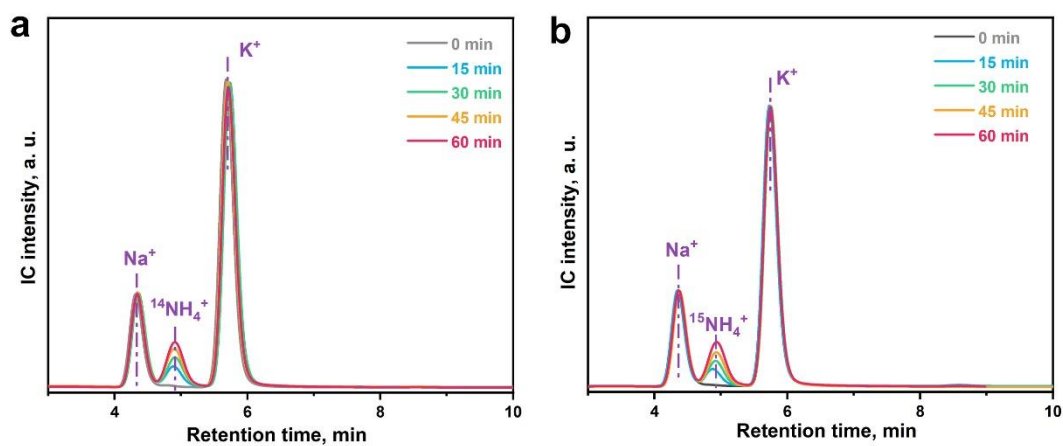 a
IC intensity, a. u.
Na⁺
¹⁴NH₄⁺
K⁺
0 min
15 min
30 min
45 min
60 min
4 6 8 10
Retention time, min
b
IC intensity, a. u.
Na⁺
¹⁵NH₄⁺
K⁺
0 min
15 min
30 min
45 min
60 min
4 6 8 10
Retention time, min